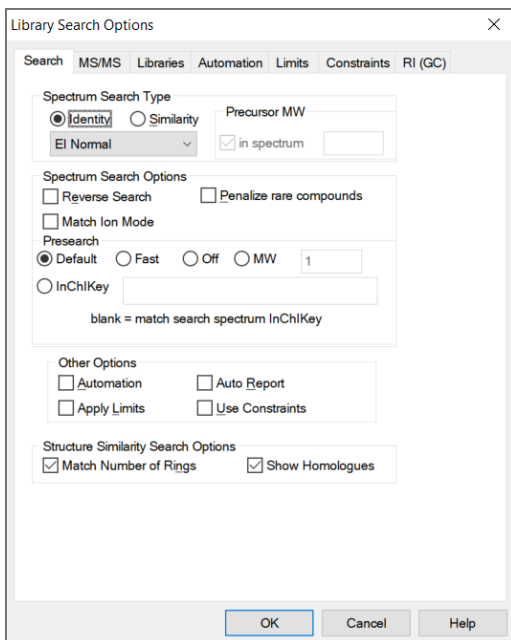 Library Search Options
Search MS/MS Libraries Automation Limits Constraints RI (GC)
Spectrum Search Type
Identity Similarity
Precursor MW
EI Normal
in spectrum
Spectrum Search Options
Reverse Search Penalize rare compounds
Match Ion Mode
Presearch
Default Fast Off MW 1
InChIKey
blank = match search spectrum InChIKey
Other Options
Automation Auto Report
Apply Limits Use Constraints
Structure Similarity Search Options
Match Number of Rings Show Homologues
OK Cancel Help